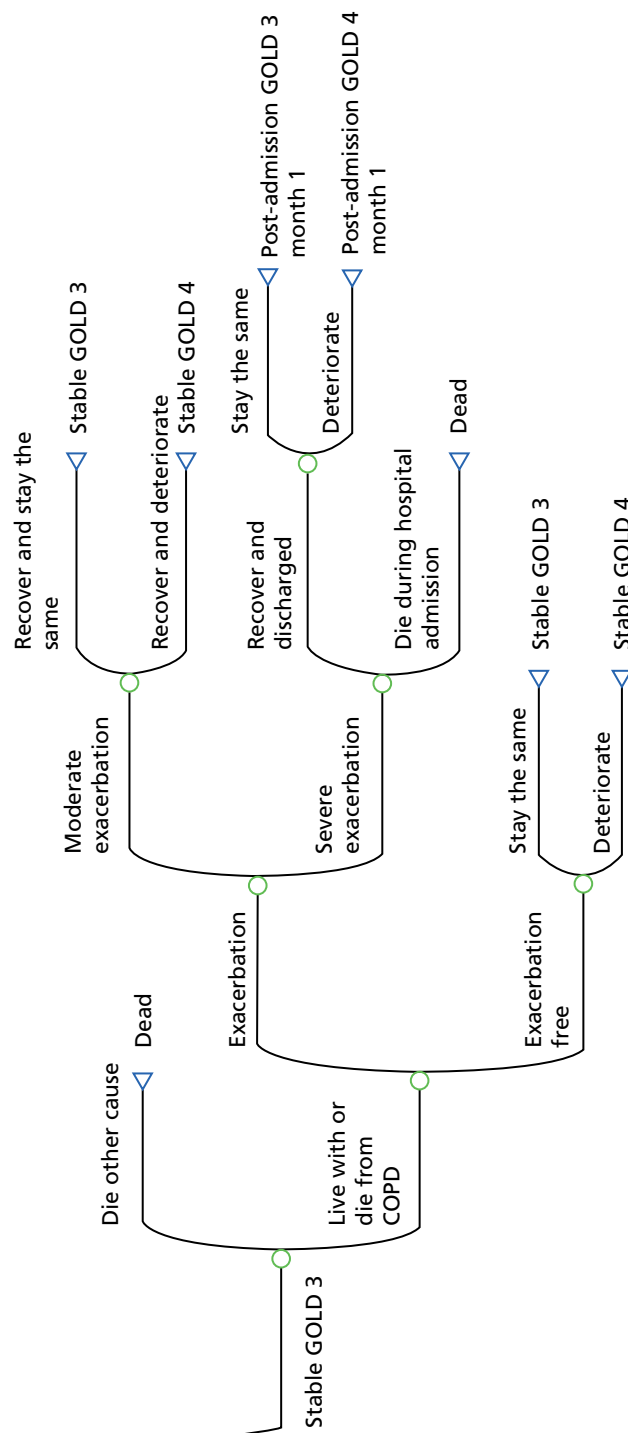 Stable GOLD 3
Die other cause
Dead
Live with or
die from
COPD
Exacerbation
Moderate
exacerbation
Recover and stay the
same
Stable GOLD 3
Recover and deteriorate
Stable GOLD 4
Severe
exacerbation
Recover and
discharged
Stay the same
Post-admission GOLD 3
month 1
Deteriorate
Post-admission GOLD 4
month 1
Die during hospital
admission
Dead
Exacerbation
free
Stay the same
Stable GOLD 3
Deteriorate
Stable GOLD 4